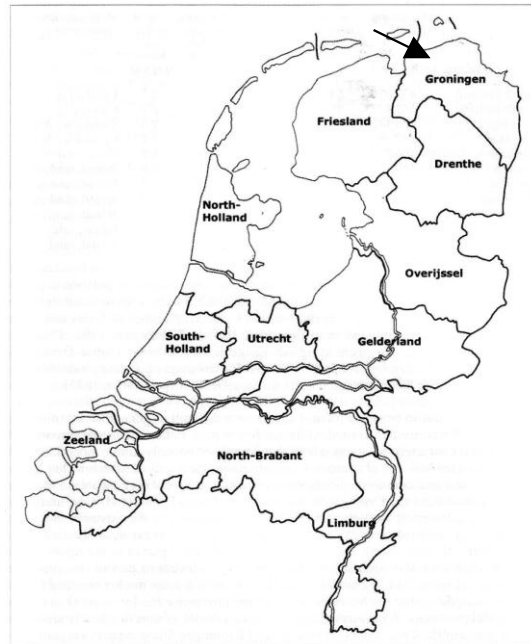 Groningen
Friesland
Drenthe
North-
Holland
Overijssel
South-
Holland
Utrecht
Gelderland
Zeeland
North-Brabant
Limburg